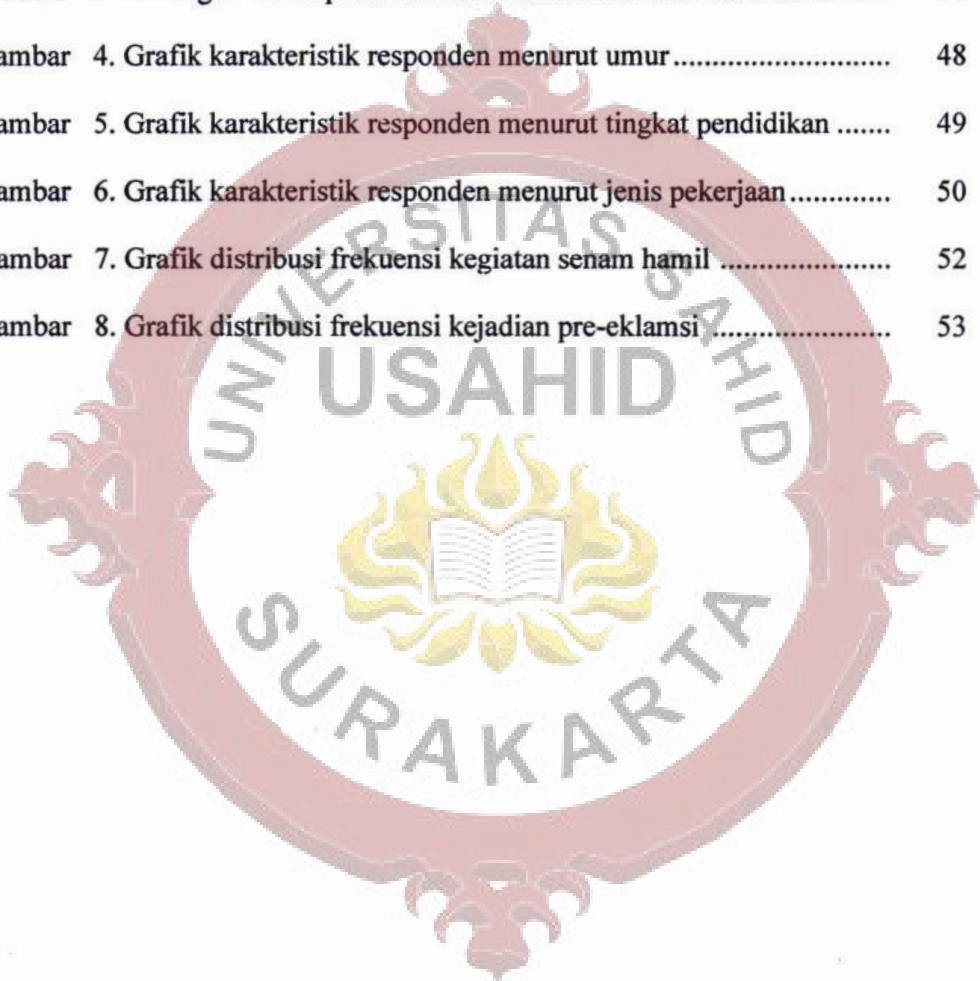 ambar 4. Grafik karakteristik responden menurut umur ............................ 48
ambar 5. Grafik karakteristik responden menurut tingkat pendidikan ....... 49
ambar 6. Grafik karakteristik responden menurut jenis pekerjaan ............. 50
ambar 7. Grafik distribusi frekuensi kegiatan senam hamil ...................... 52
ambar 8. Grafik distribusi frekuensi kejadian pre-eklamsi ....................... 53
UNIVERSITAS SAHID
USAHID
SURAKARTA